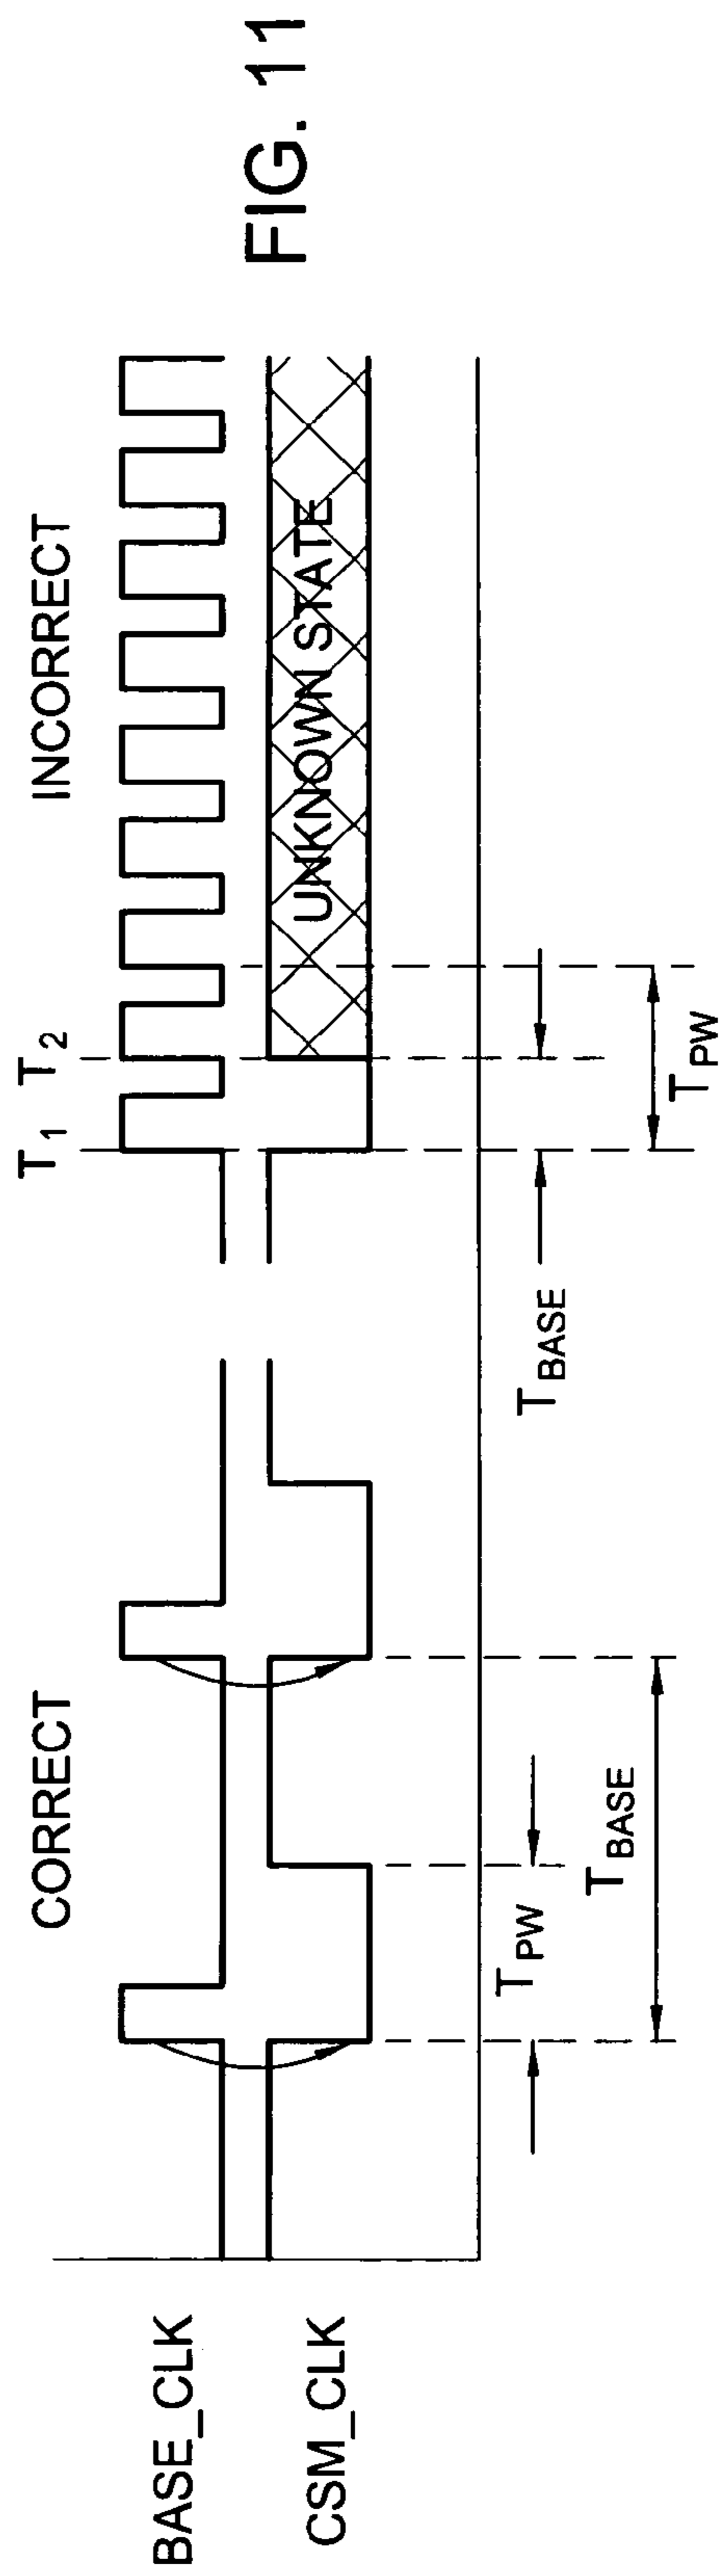 CORRECT
INCORRECT
T1 T2
BASE_CLK
CSM_CLK
UNKNOWN STATE
TPW
TBASE
TBASE
TPW
FIG. 11